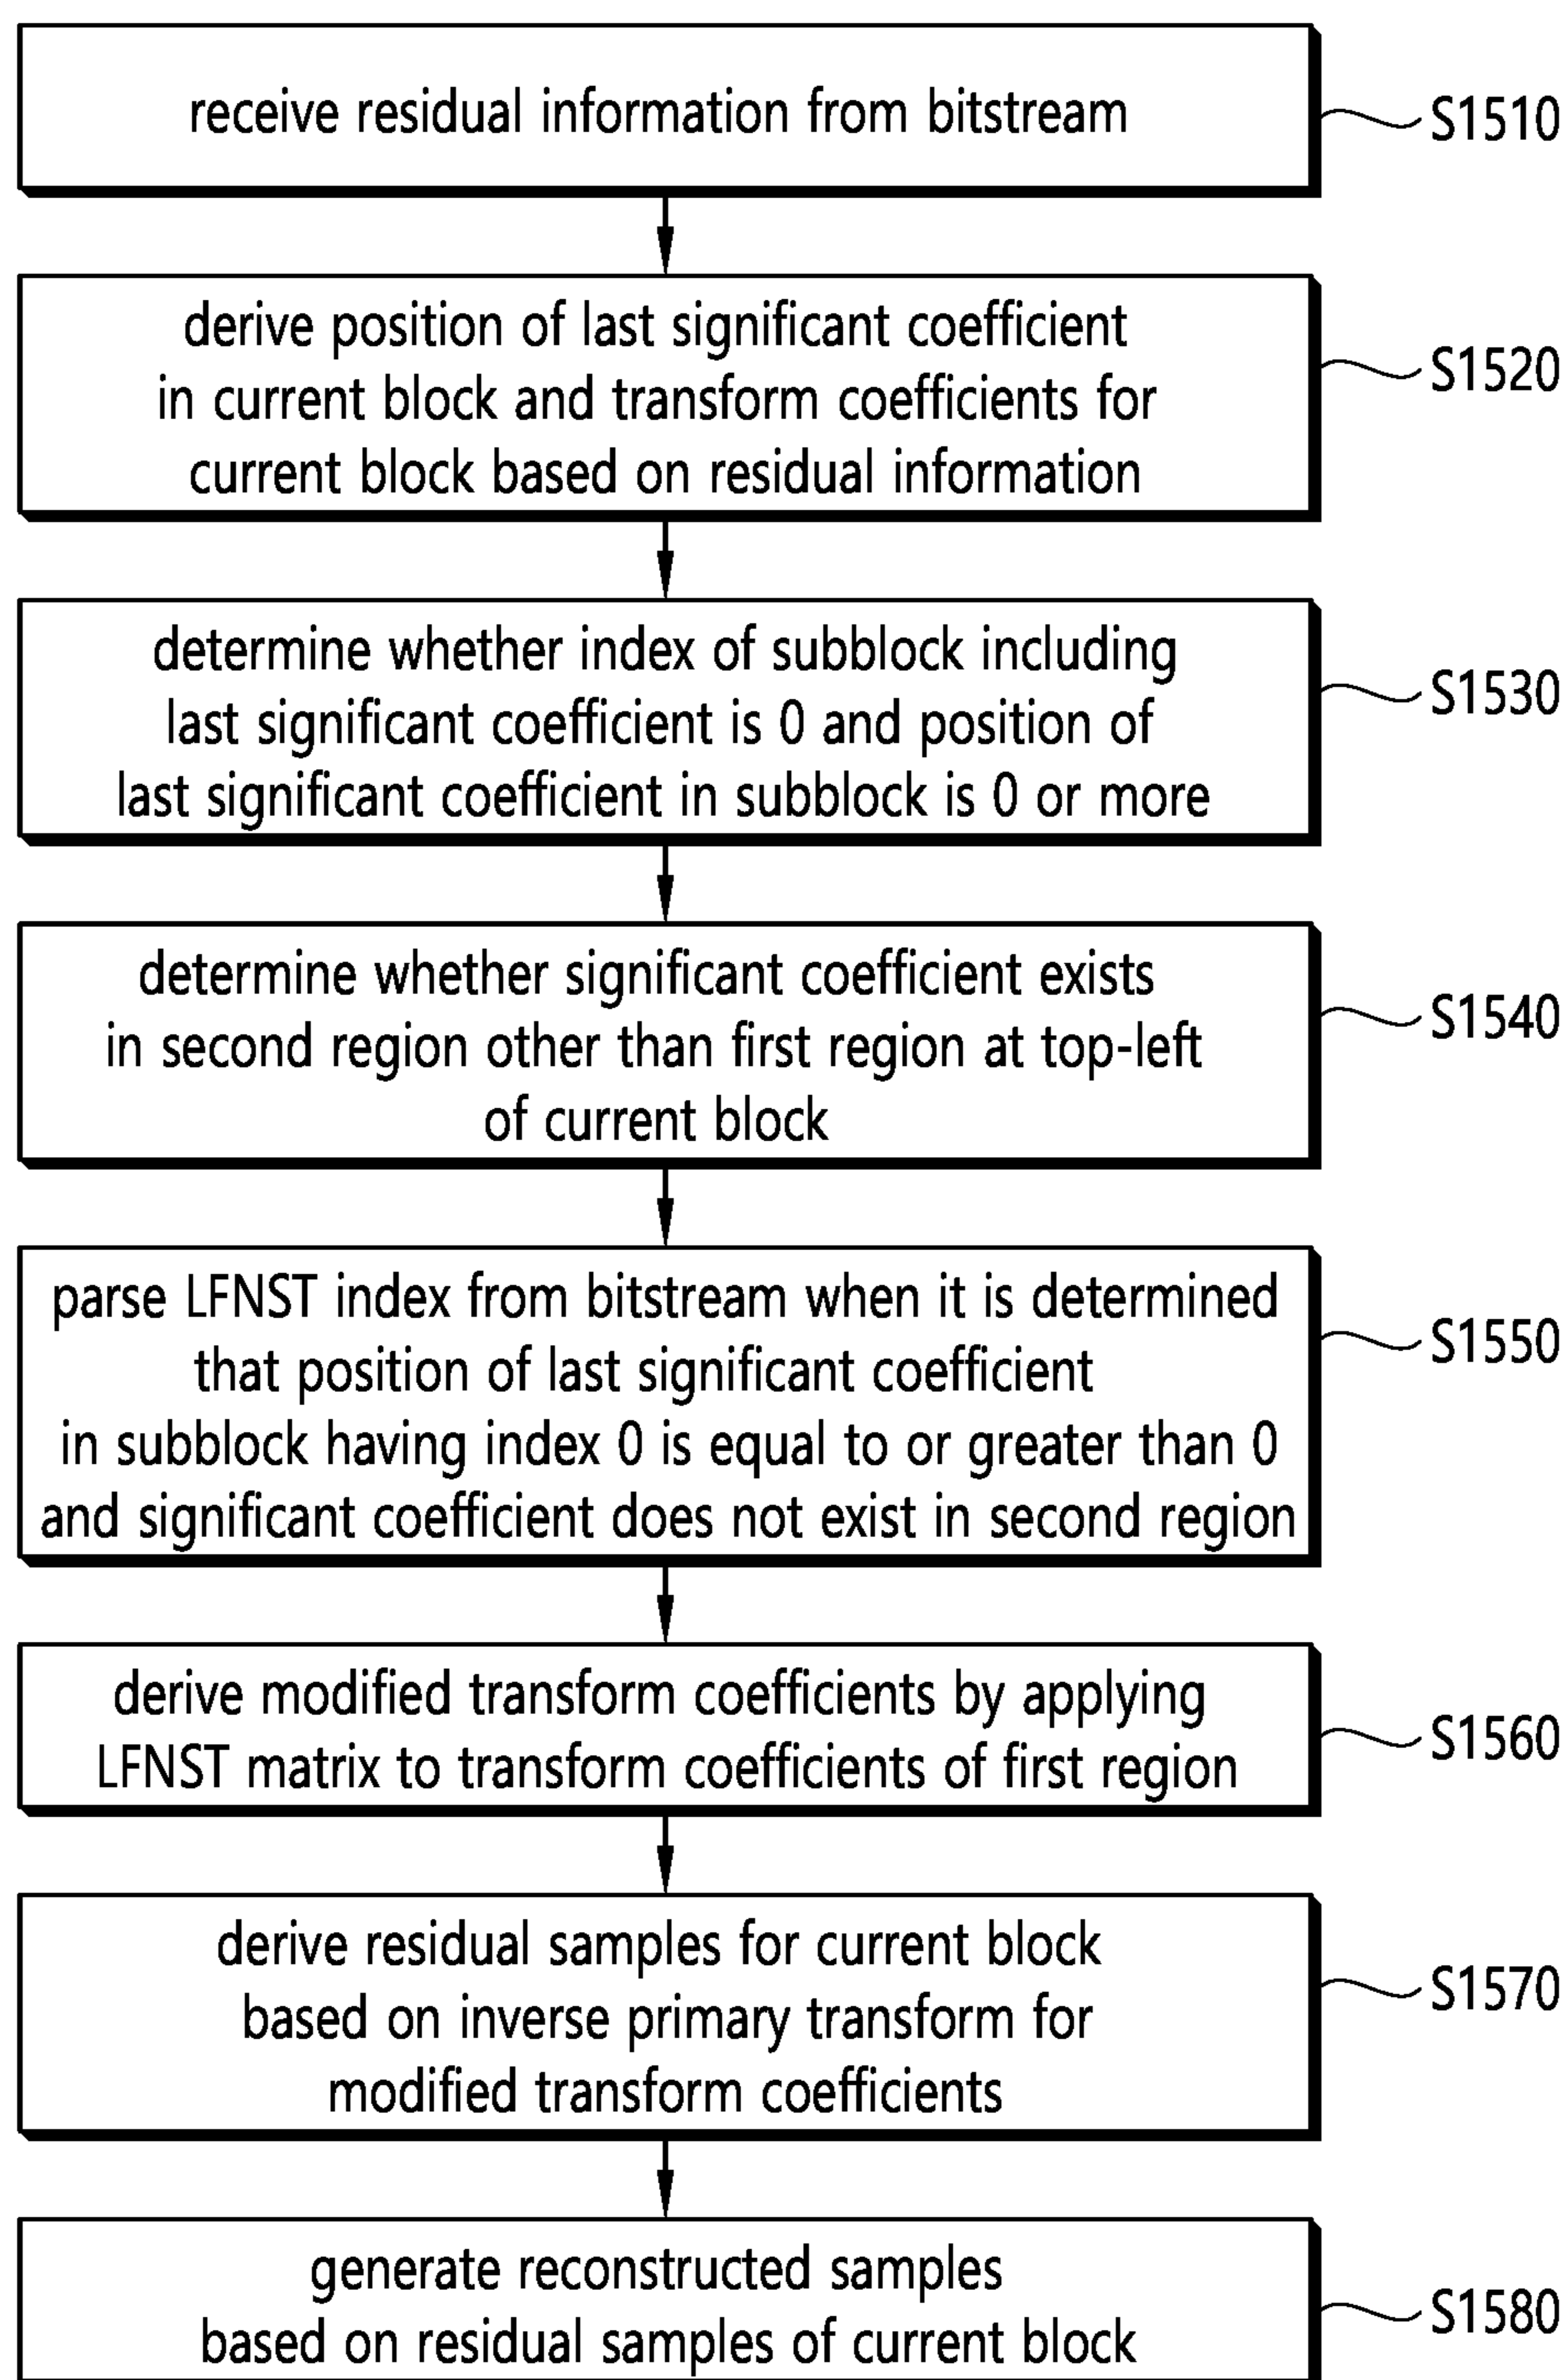 receive residual information from bitstream
S1510
derive position of last significant coefficient
in current block and transform coefficients for
current block based on residual information
S1520
determine whether index of subblock including
last significant coefficient is 0 and position of
last significant coefficient in subblock is 0 or more
S1530
determine whether significant coefficient exists
in second region other than first region at top-left
of current block
S1540
parse LFNST index from bitstream when it is determined
that position of last significant coefficient
in subblock having index 0 is equal to or greater than 0
and significant coefficient does not exist in second region
S1550
derive modified transform coefficients by applying
LFNST matrix to transform coefficients of first region
S1560
derive residual samples for current block
based on inverse primary transform for
modified transform coefficients
S1570
generate reconstructed samples
based on residual samples of current block
S1580